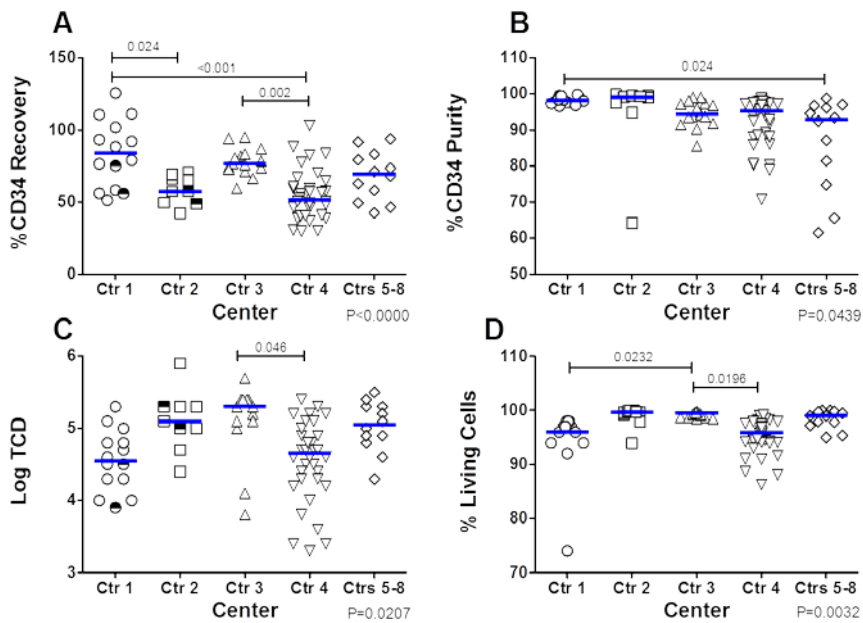 A
0.024
<0.001
0.002
150
100
50
0
%CD34 Recovery
Ctr 1 Ctr 2 Ctr 3 Ctr 4 Ctrs 5-8
Center
P<0.0000
B
0.024
110
100
90
80
70
60
50
%CD34 Purity
Ctr 1 Ctr 2 Ctr 3 Ctr 4 Ctrs 5-8
Center
P=0.0439
C
0.046
6
5
4
3
Log TCD
Ctr 1 Ctr 2 Ctr 3 Ctr 4 Ctrs 5-8
Center
P=0.0207
D
0.0232
0.0196
110
100
90
80
70
% Living Cells
Ctr 1 Ctr 2 Ctr 3 Ctr 4 Ctrs 5-8
Center
P=0.0032